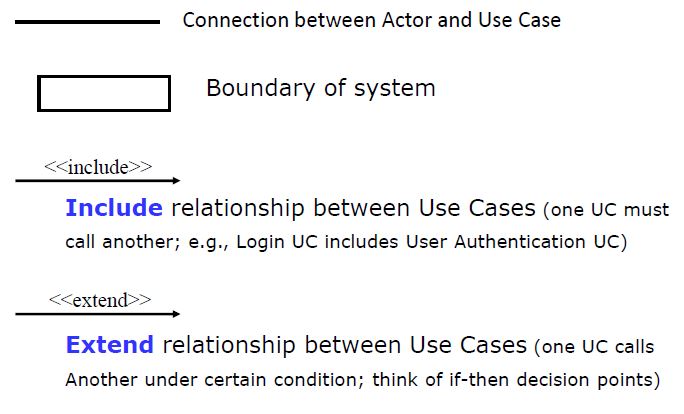 Connection between Actor and Use Case
Boundary of system
<<include>>
Include relationship between Use Cases (one UC must
call another; e.g., Login UC includes User Authentication UC)
<<extend>>
Extend relationship between Use Cases (one UC calls
Another under certain condition; think of if-then decision points)